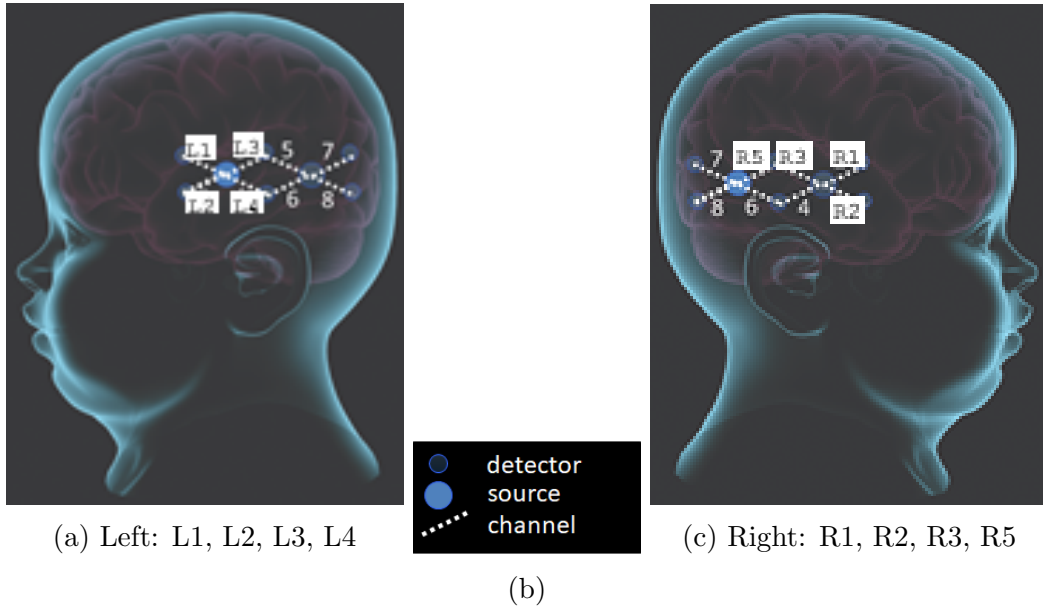 L1 L3 5 7
L2 L4 6 8
7 R5 R3 R1
8 6 4 R2
detector
source
channel
(a) Left: L1, L2, L3, L4
(b)
(c) Right: R1, R2, R3, R5